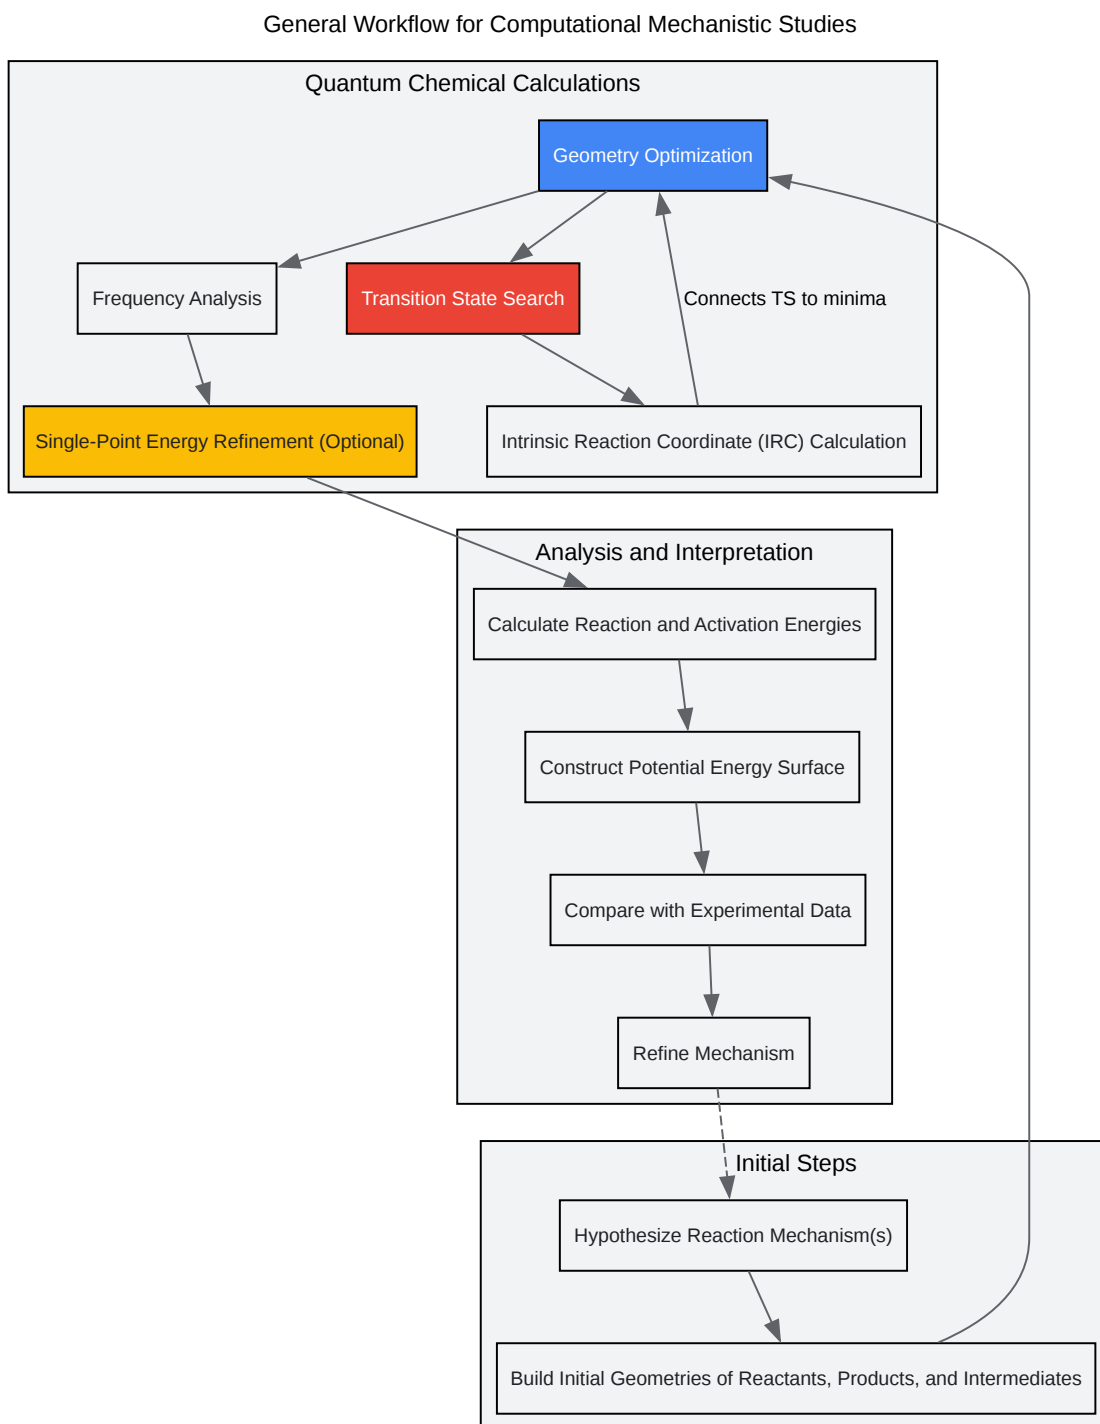 General Workflow for Computational Mechanistic Studies
Quantum Chemical Calculations
Geometry Optimization
Frequency Analysis
Transition State Search
Connects TS to minima
Single-Point Energy Refinement (Optional)
Intrinsic Reaction Coordinate (IRC) Calculation
Analysis and Interpretation
Calculate Reaction and Activation Energies
Construct Potential Energy Surface
Compare with Experimental Data
Refine Mechanism
Initial Steps
Hypothesize Reaction Mechanism(s)
Build Initial Geometries of Reactants, Products, and Intermediates